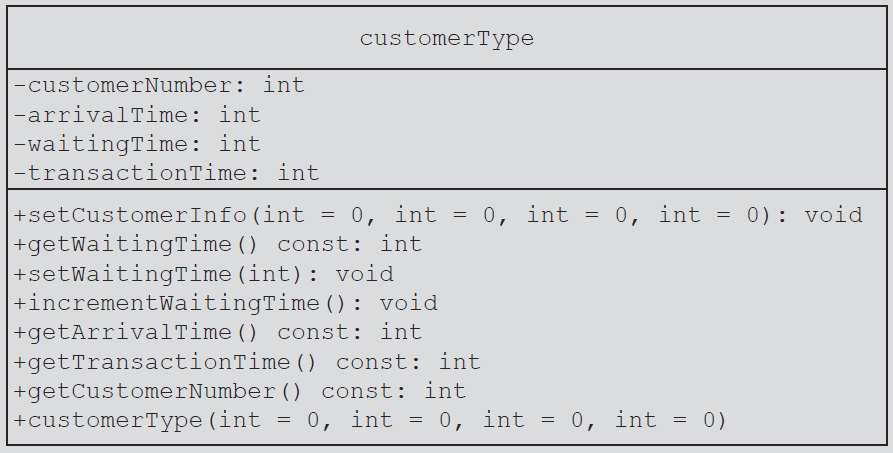 customerType
-customerNumber: int
-arrivalTime: int
-waitingTime: int
-transactionTime: int
+setCustomerInfo(int = 0, int = 0, int = 0, int = 0): void
+getWaitingTime() const: int
+setWaitingTime(int): void
+incrementWaitingTime(): void
+getArrivalTime() const: int
+getTransactionTime() const: int
+getCustomerNumber() const: int
+customerType(int = 0, int = 0, int = 0, int = 0)